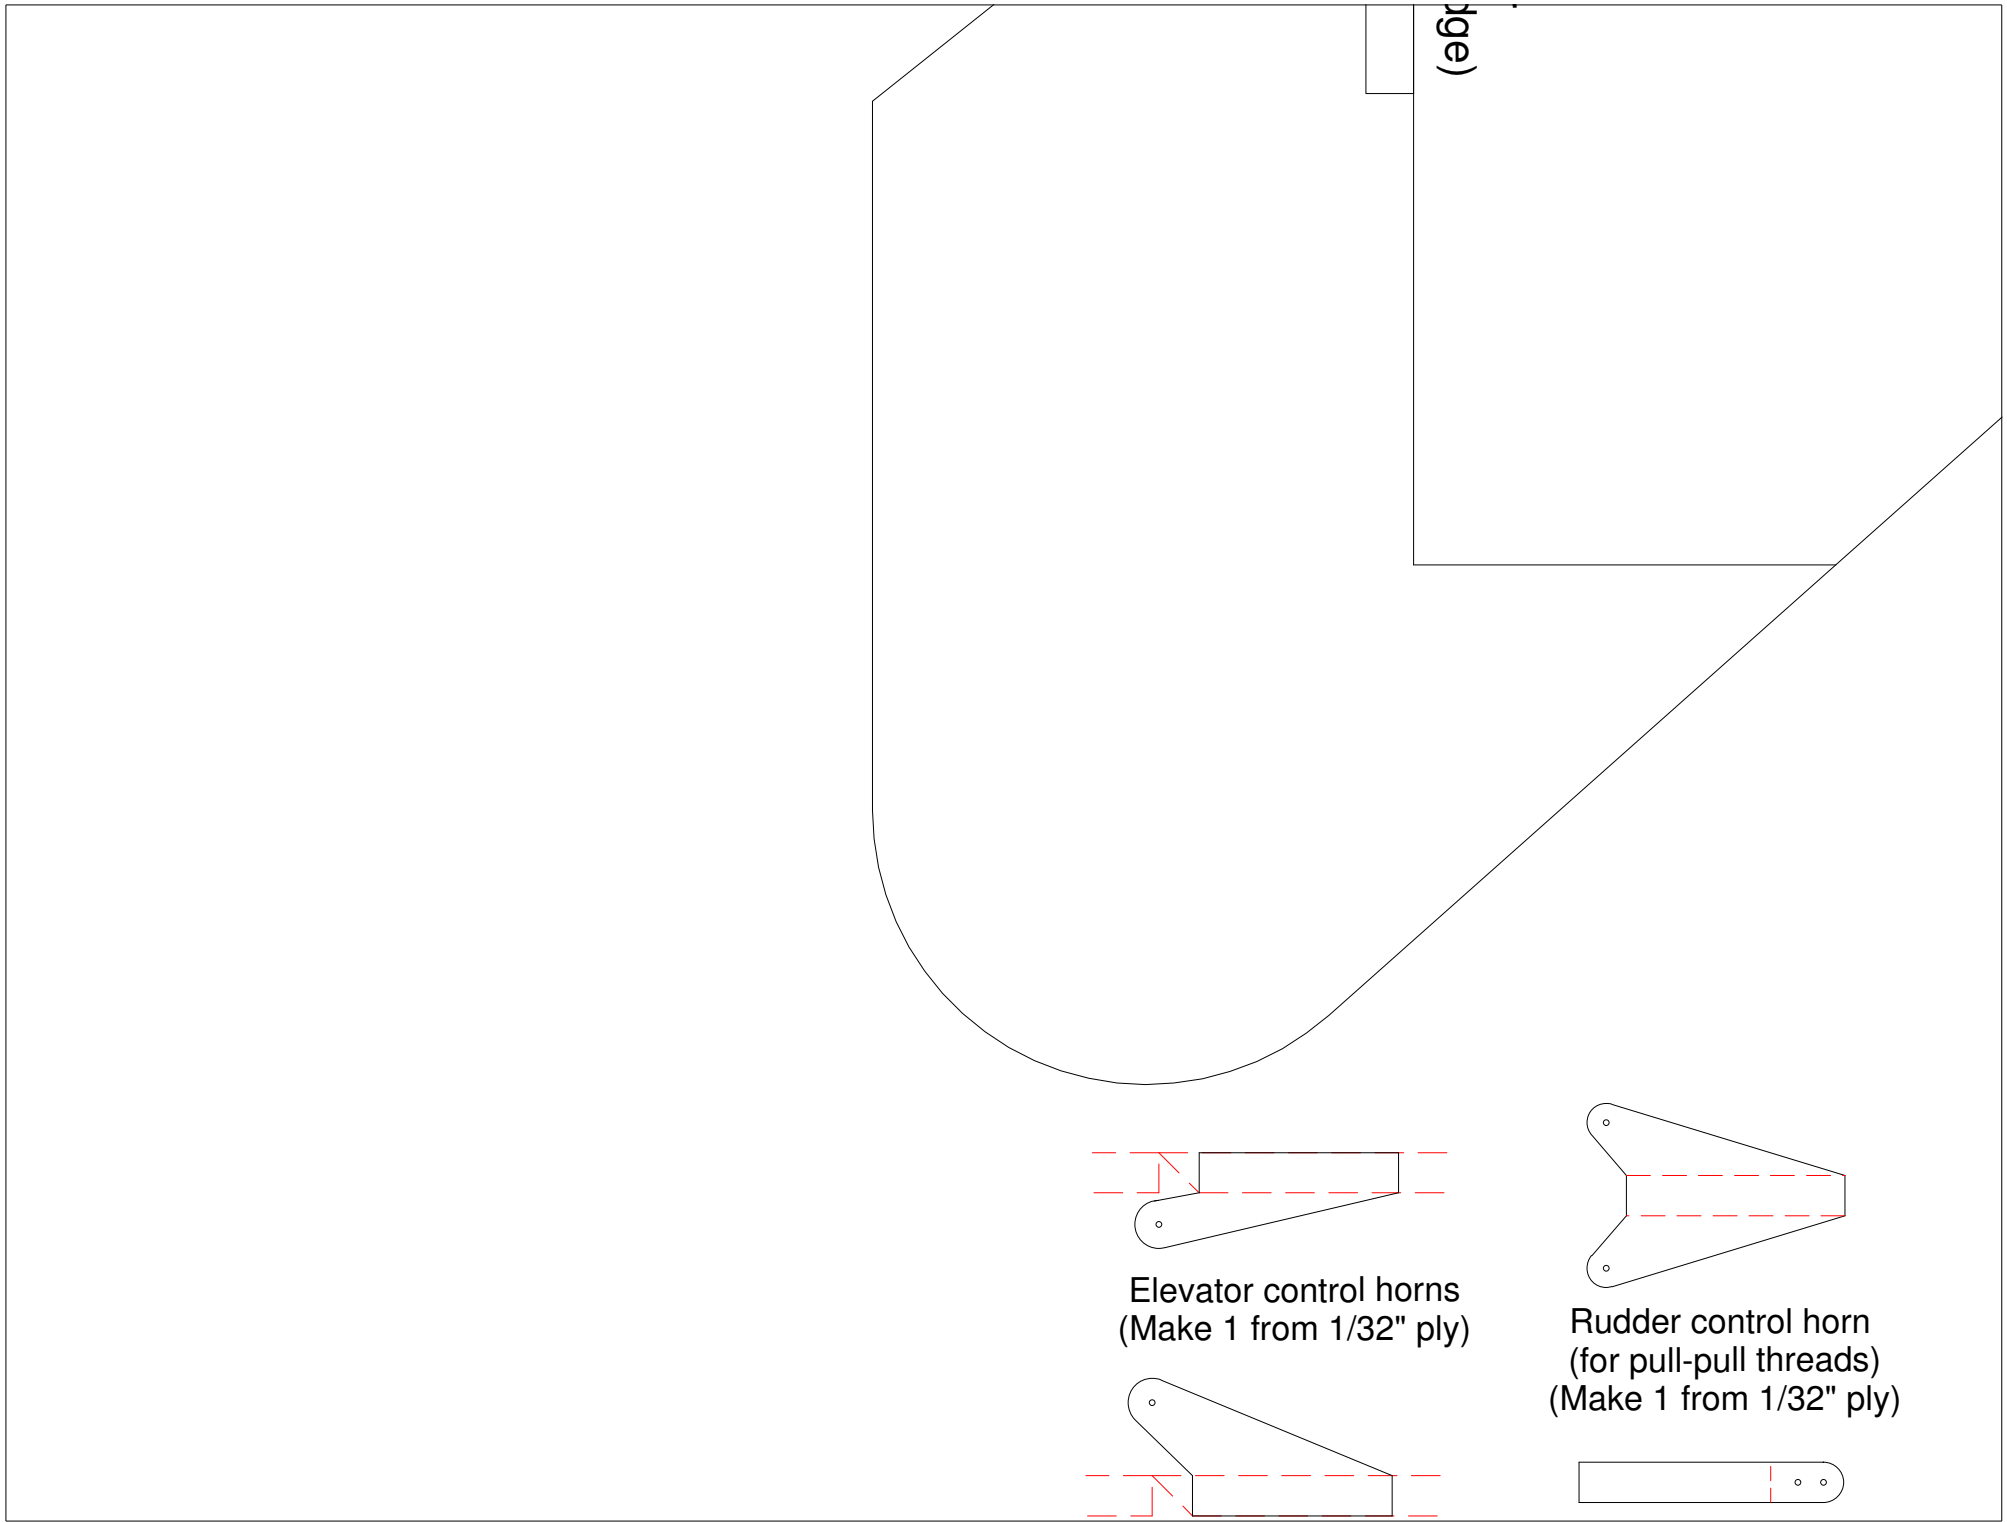 dge)
Elevator control horns
(Make 1 from 1/32" ply)
Rudder control horn
(for pull-pull threads)
(Make 1 from 1/32" ply)